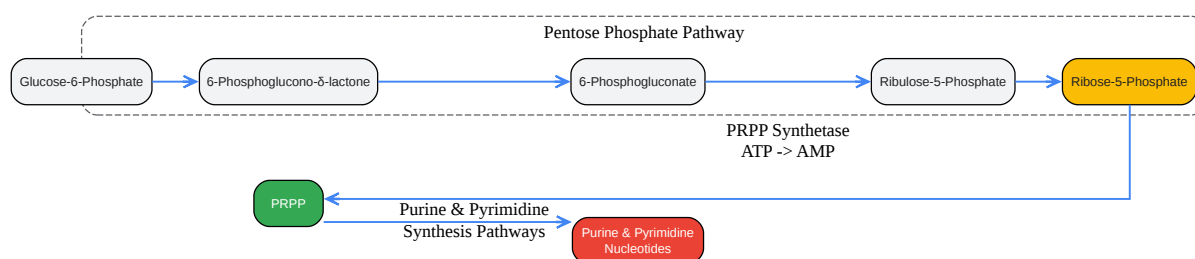 Pentose Phosphate Pathway
Glucose-6-Phosphate
6-Phosphoglucono-δ-lactone
6-Phosphogluconate
Ribulose-5-Phosphate
Ribose-5-Phosphate
PRPP Synthetase
ATP -> AMP
PRPP
Purine & Pyrimidine
Synthesis Pathways
Purine & Pyrimidine
Nucleotides